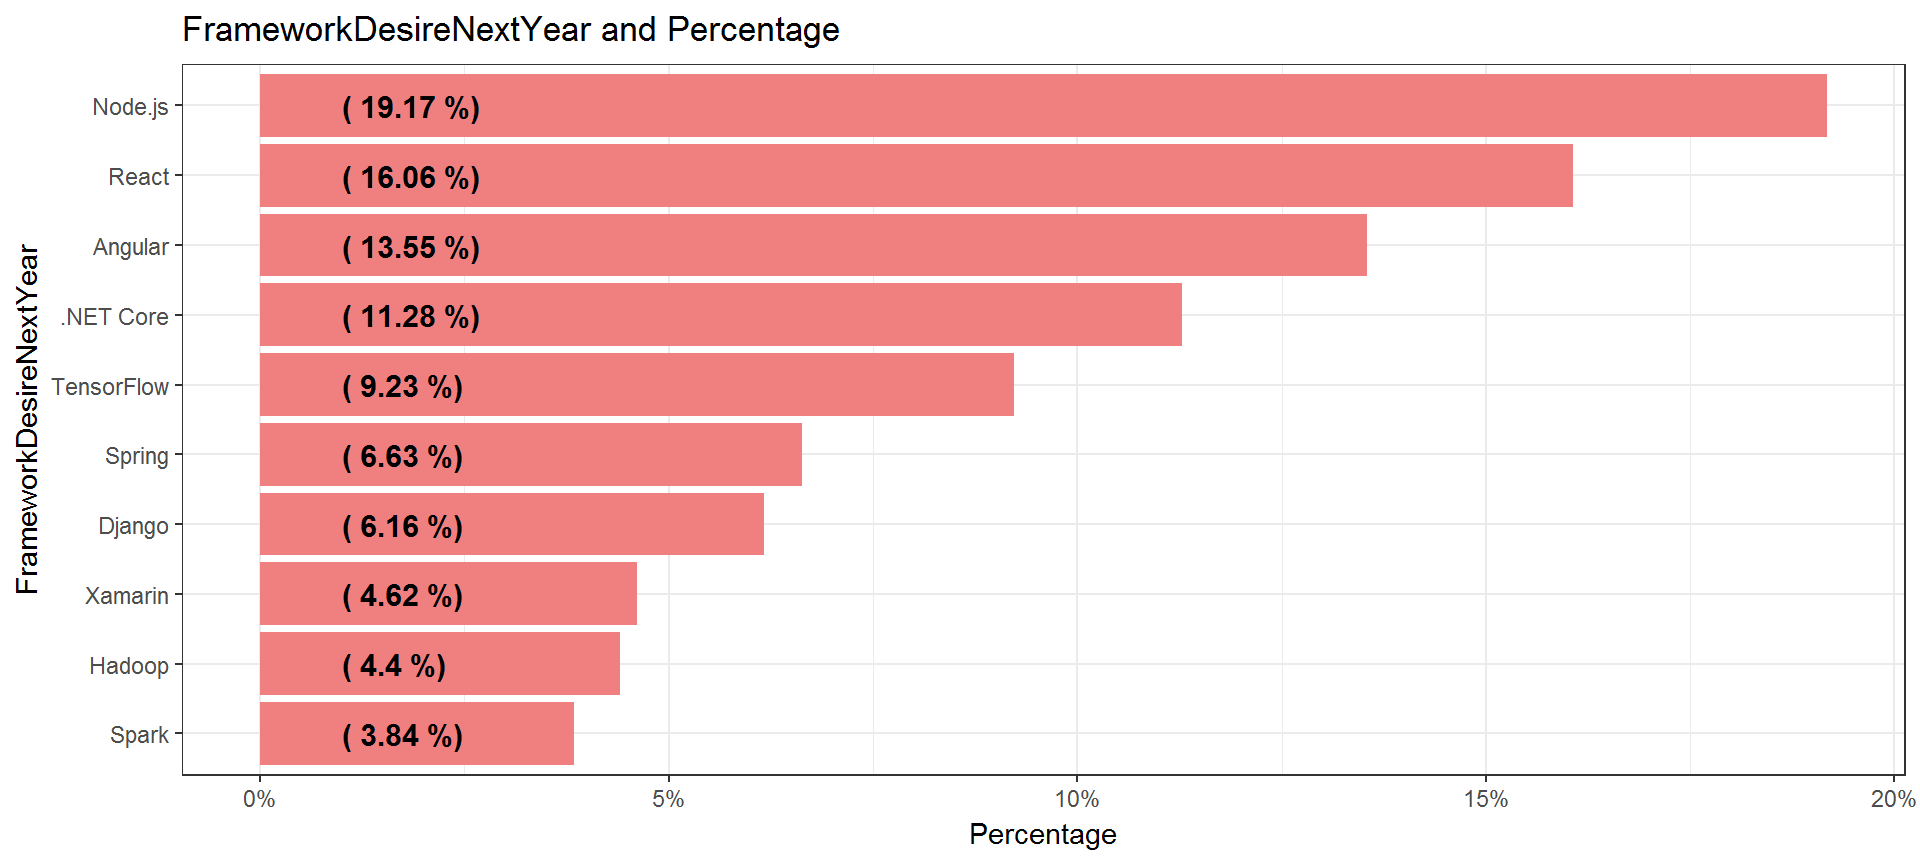 FrameworkDesireNextYear and Percentage
FrameworkDesireNextYear
Node.js ( 19.17 %)
React ( 16.06 %)
Angular ( 13.55 %)
.NET Core ( 11.28 %)
TensorFlow ( 9.23 %)
Spring ( 6.63 %)
Django ( 6.16 %)
Xamarin ( 4.62 %)
Hadoop ( 4.4 %)
Spark ( 3.84 %)
0% 5% 10% 15% 20%
Percentage